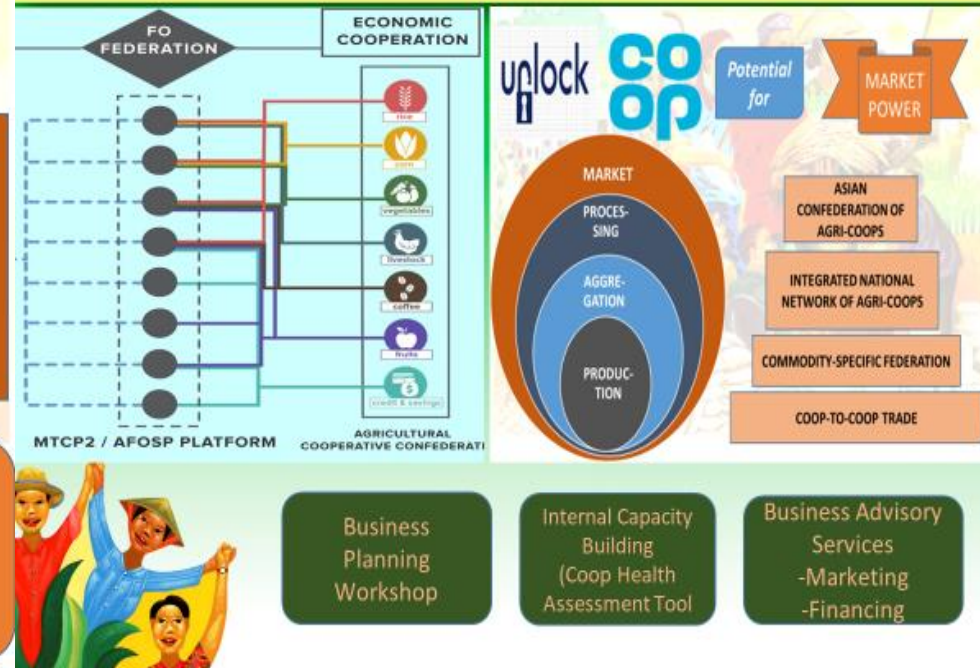 FO
FEDERATION
ECONOMIC
COOPERATION
rice
corn
vegetables
livestock
coffee
fruits
credit & savings
MTCP2 / AFOSP PLATFORM
AGRICULTURAL
COOPERATIVE CONFEDERATI
unlock
CO
OP
Potential
for
MARKET
POWER
MARKET
PROCES-
SING
AGGRE-
GATION
PRODUC-
TION
ASIAN
CONFEDERATION OF
AGRI-COOPS
INTEGRATED NATIONAL
NETWORK OF AGRI-COOPS
COMMODITY-SPECIFIC FEDERATION
COOP-TO-COOP TRADE
Business
Planning
Workshop
Internal Capacity
Building
(Coop Health
Assessment Tool
Business Advisory
Services
-Marketing
-Financing